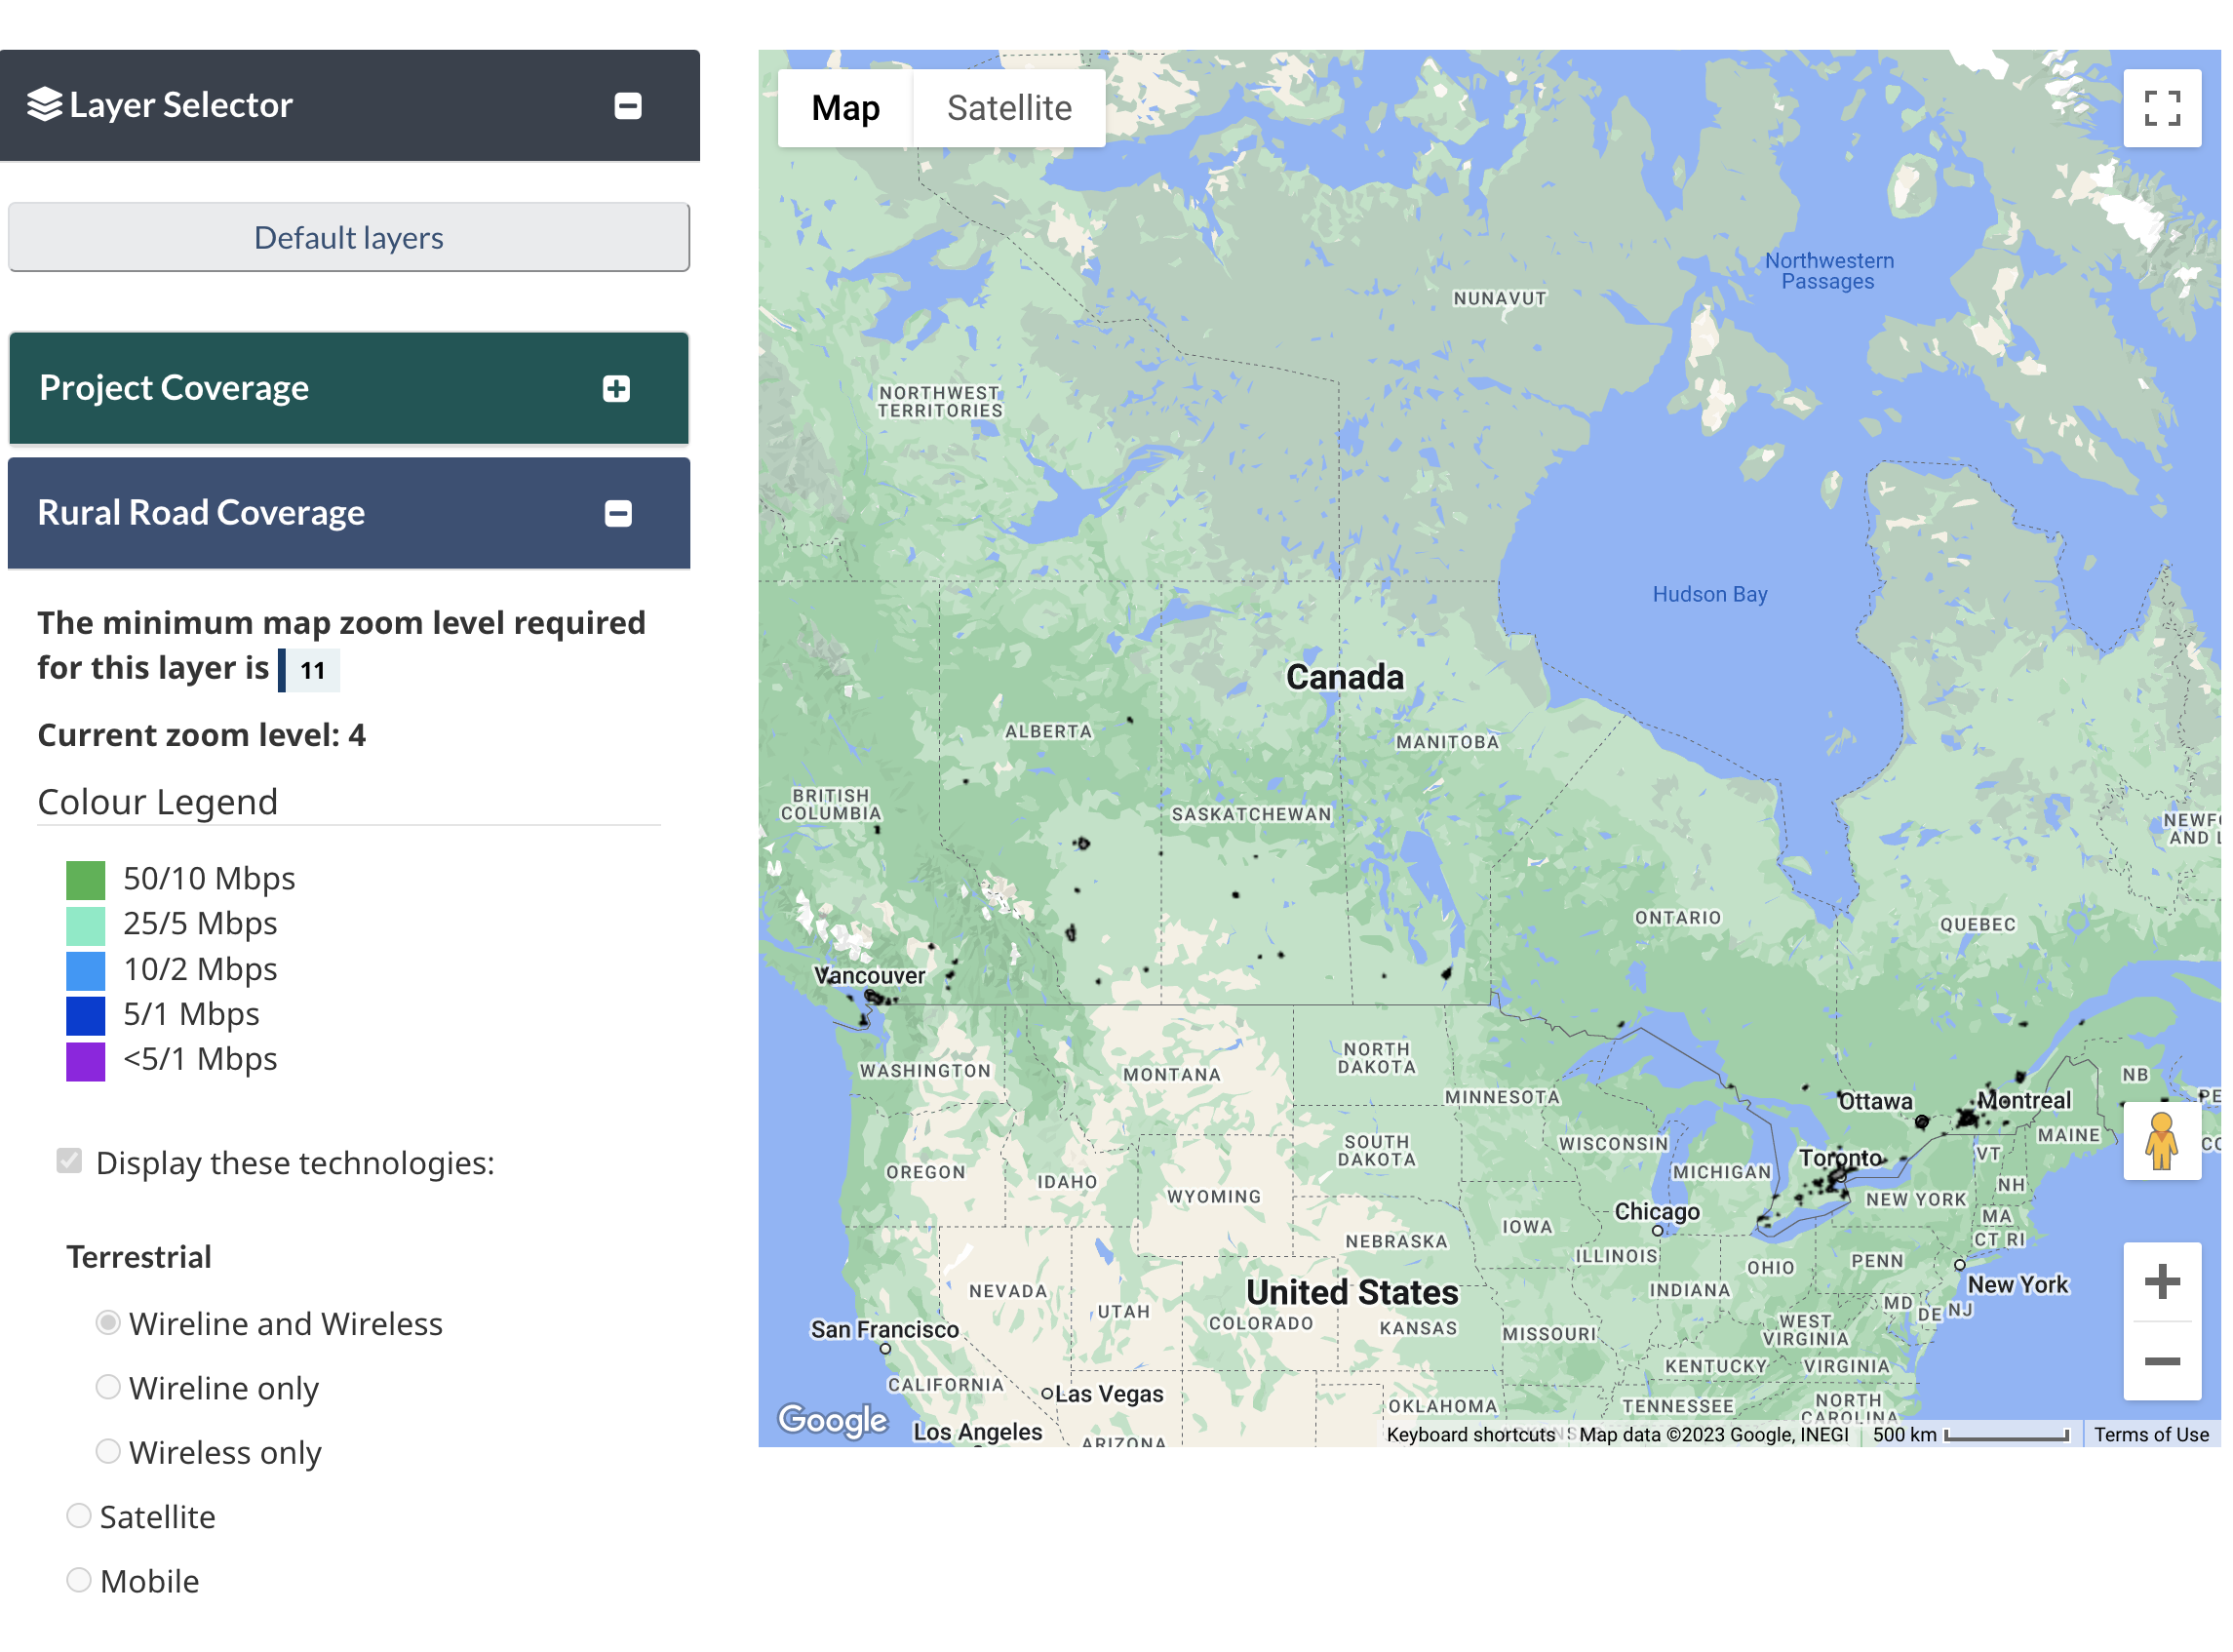 Layer Selector
Default layers
Project Coverage
Rural Road Coverage
The minimum map zoom level required
for this layer is 11
Current zoom level: 4
Colour Legend
50/10 Mbps
25/5 Mbps
10/2 Mbps
5/1 Mbps
<5/1 Mbps
Display these technologies:
Terrestrial
Wireline and Wireless
Wireline only
Wireless only
Satellite
Mobile
Map
Satellite
Northwestern
Passages
NUNAVUT
NORTHWEST
TERRITORIES
Hudson Bay
Canada
ALBERTA
MANITOBA
BRITISH
COLUMBIA
SASKATCHEWAN
NEWF
AND L
ONTARIO
QUEBEC
Vancouver
NORTH
DAKOTA
WASHINGTON
MONTANA
NB
PE
MINNESOTA
Ottawa
Montreal
MAINE
SOUTH
DAKOTA
WISCONSIN
VT
Toronto
OREGON
IDAHO
MICHIGAN
NH
WYOMING
NEW YORK
Chicago
MA
IOWA
CT RI
NEBRASKA
ILLINOIS
PENN
OHIO
NEVADA
United States
INDIANA
New York
UTAH
COLORADO
MD
DE
NJ
San Francisco
KANSAS
MISSOURI
WEST
VIRGINIA
KENTUCKY
VIRGINIA
CALIFORNIA
Las Vegas
OKLAHOMA
TENNESSEE
NORTH
CAROLINA
Google
Los Angeles
ARIZONA
Keyboard shortcuts
Map data ©2023 Google, INEGI
500 km
Terms of Use